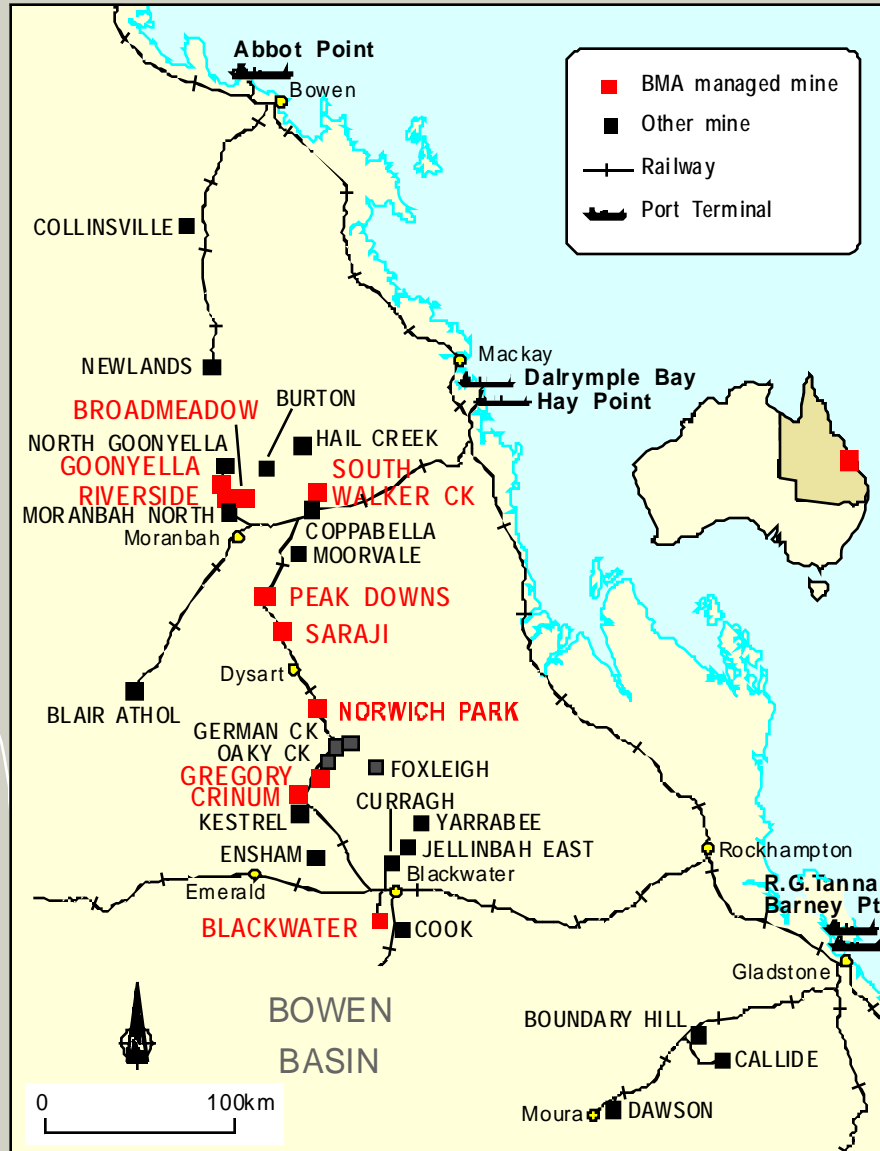 Abbot Point
Bowen
BMA managed mine
Other mine
Railway
Port Terminal
COLLINSVILLE
Mackay
NEWLANDS
Dalrymple Bay
Hay Point
BURTON
BROADMEADOW
HAIL CREEK
NORTH GOONYELLA
GOONYELLA
RIVERSIDE
SOUTH
WALKER CK
MORANBAH NORTH
COPPABELLA
Moranbah
MOORVALE
PEAK DOWNS
SARAJI
Dysart
BLAIR ATHOL
NORWICH PARK
GERMAN CK
OAKY CK
FOXLEIGH
GREGORY
CRINUM
CURRAGH
KESTREL
YARRABEE
JELLINBAH EAST
ENSHAM
Rockhampton
Blackwater
Emerald
R.G.Tanna
Barney Pt
BLACKWATER
COOK
Gladstone
BOWEN
BASIN
BOUNDARY HILL
CALLIDE
0 100km
Moura
DAWSON